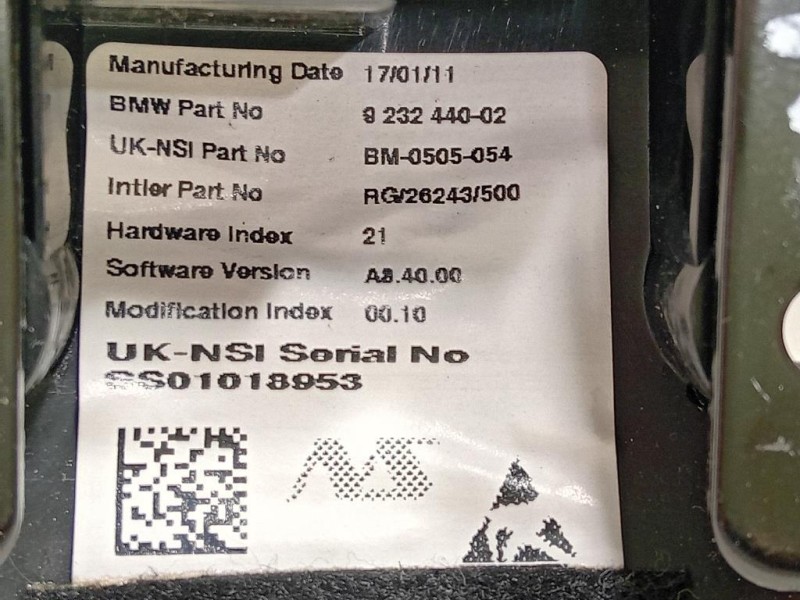 Manufacturing Date 17/01/11
BMW Part No 9 232 440-02
UK-NSI Part No BM-0505-054
Intier Part No RG/26243/500
Hardware Index 21
Software Version A8.40.00
Modification Index 00.10
UK-NSI Serial No
SS01018953
NS